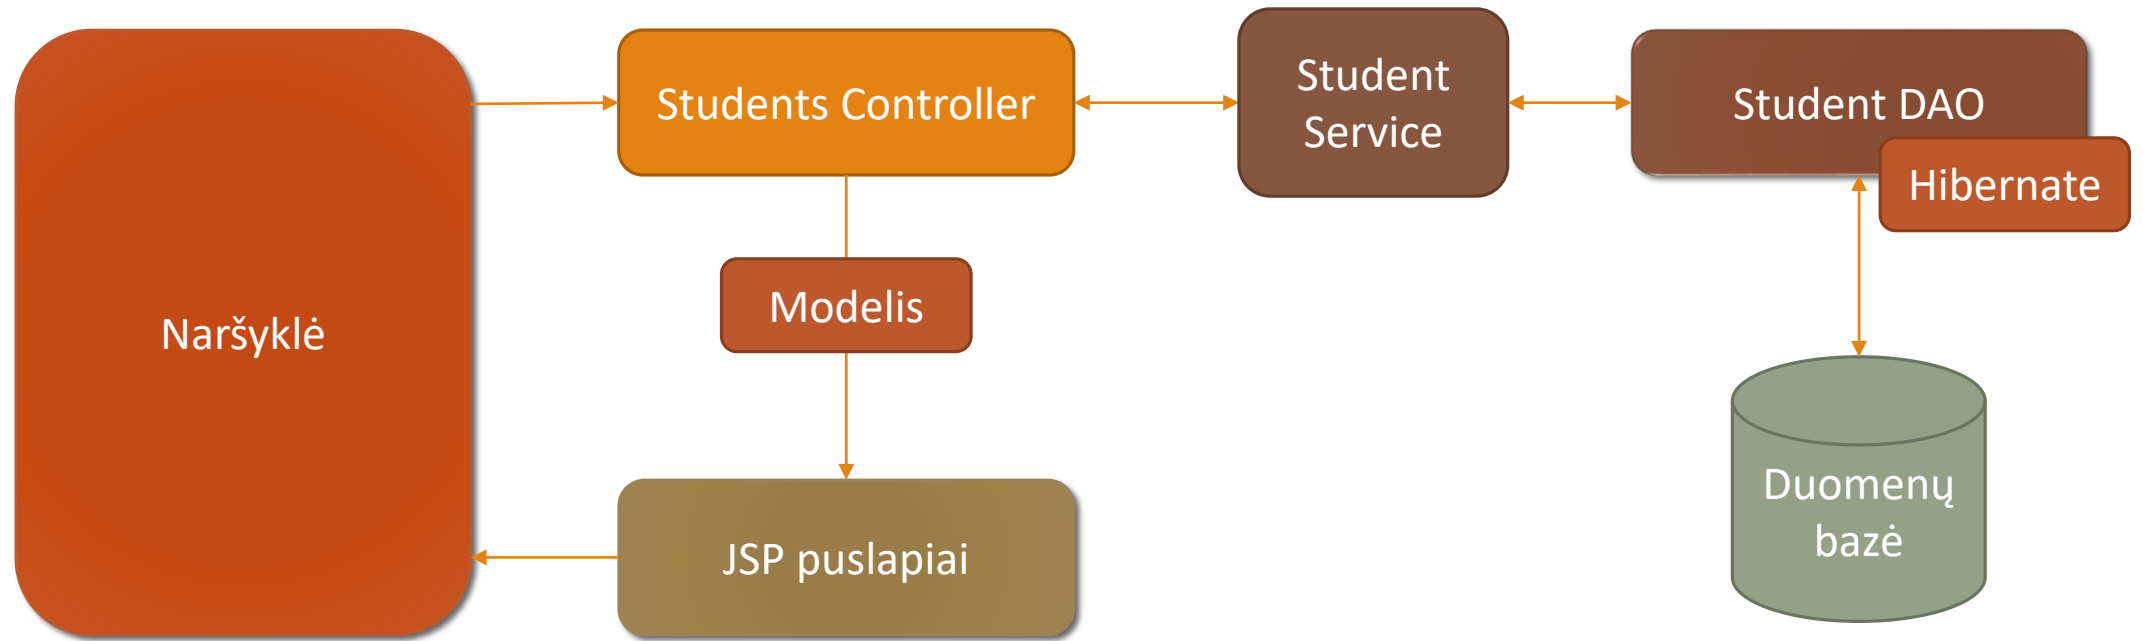 Naršyklė
Students Controller
Student
Service
Student DAO
Hibernate
Modelis
JSP puslapiai
Duomenų
bazė